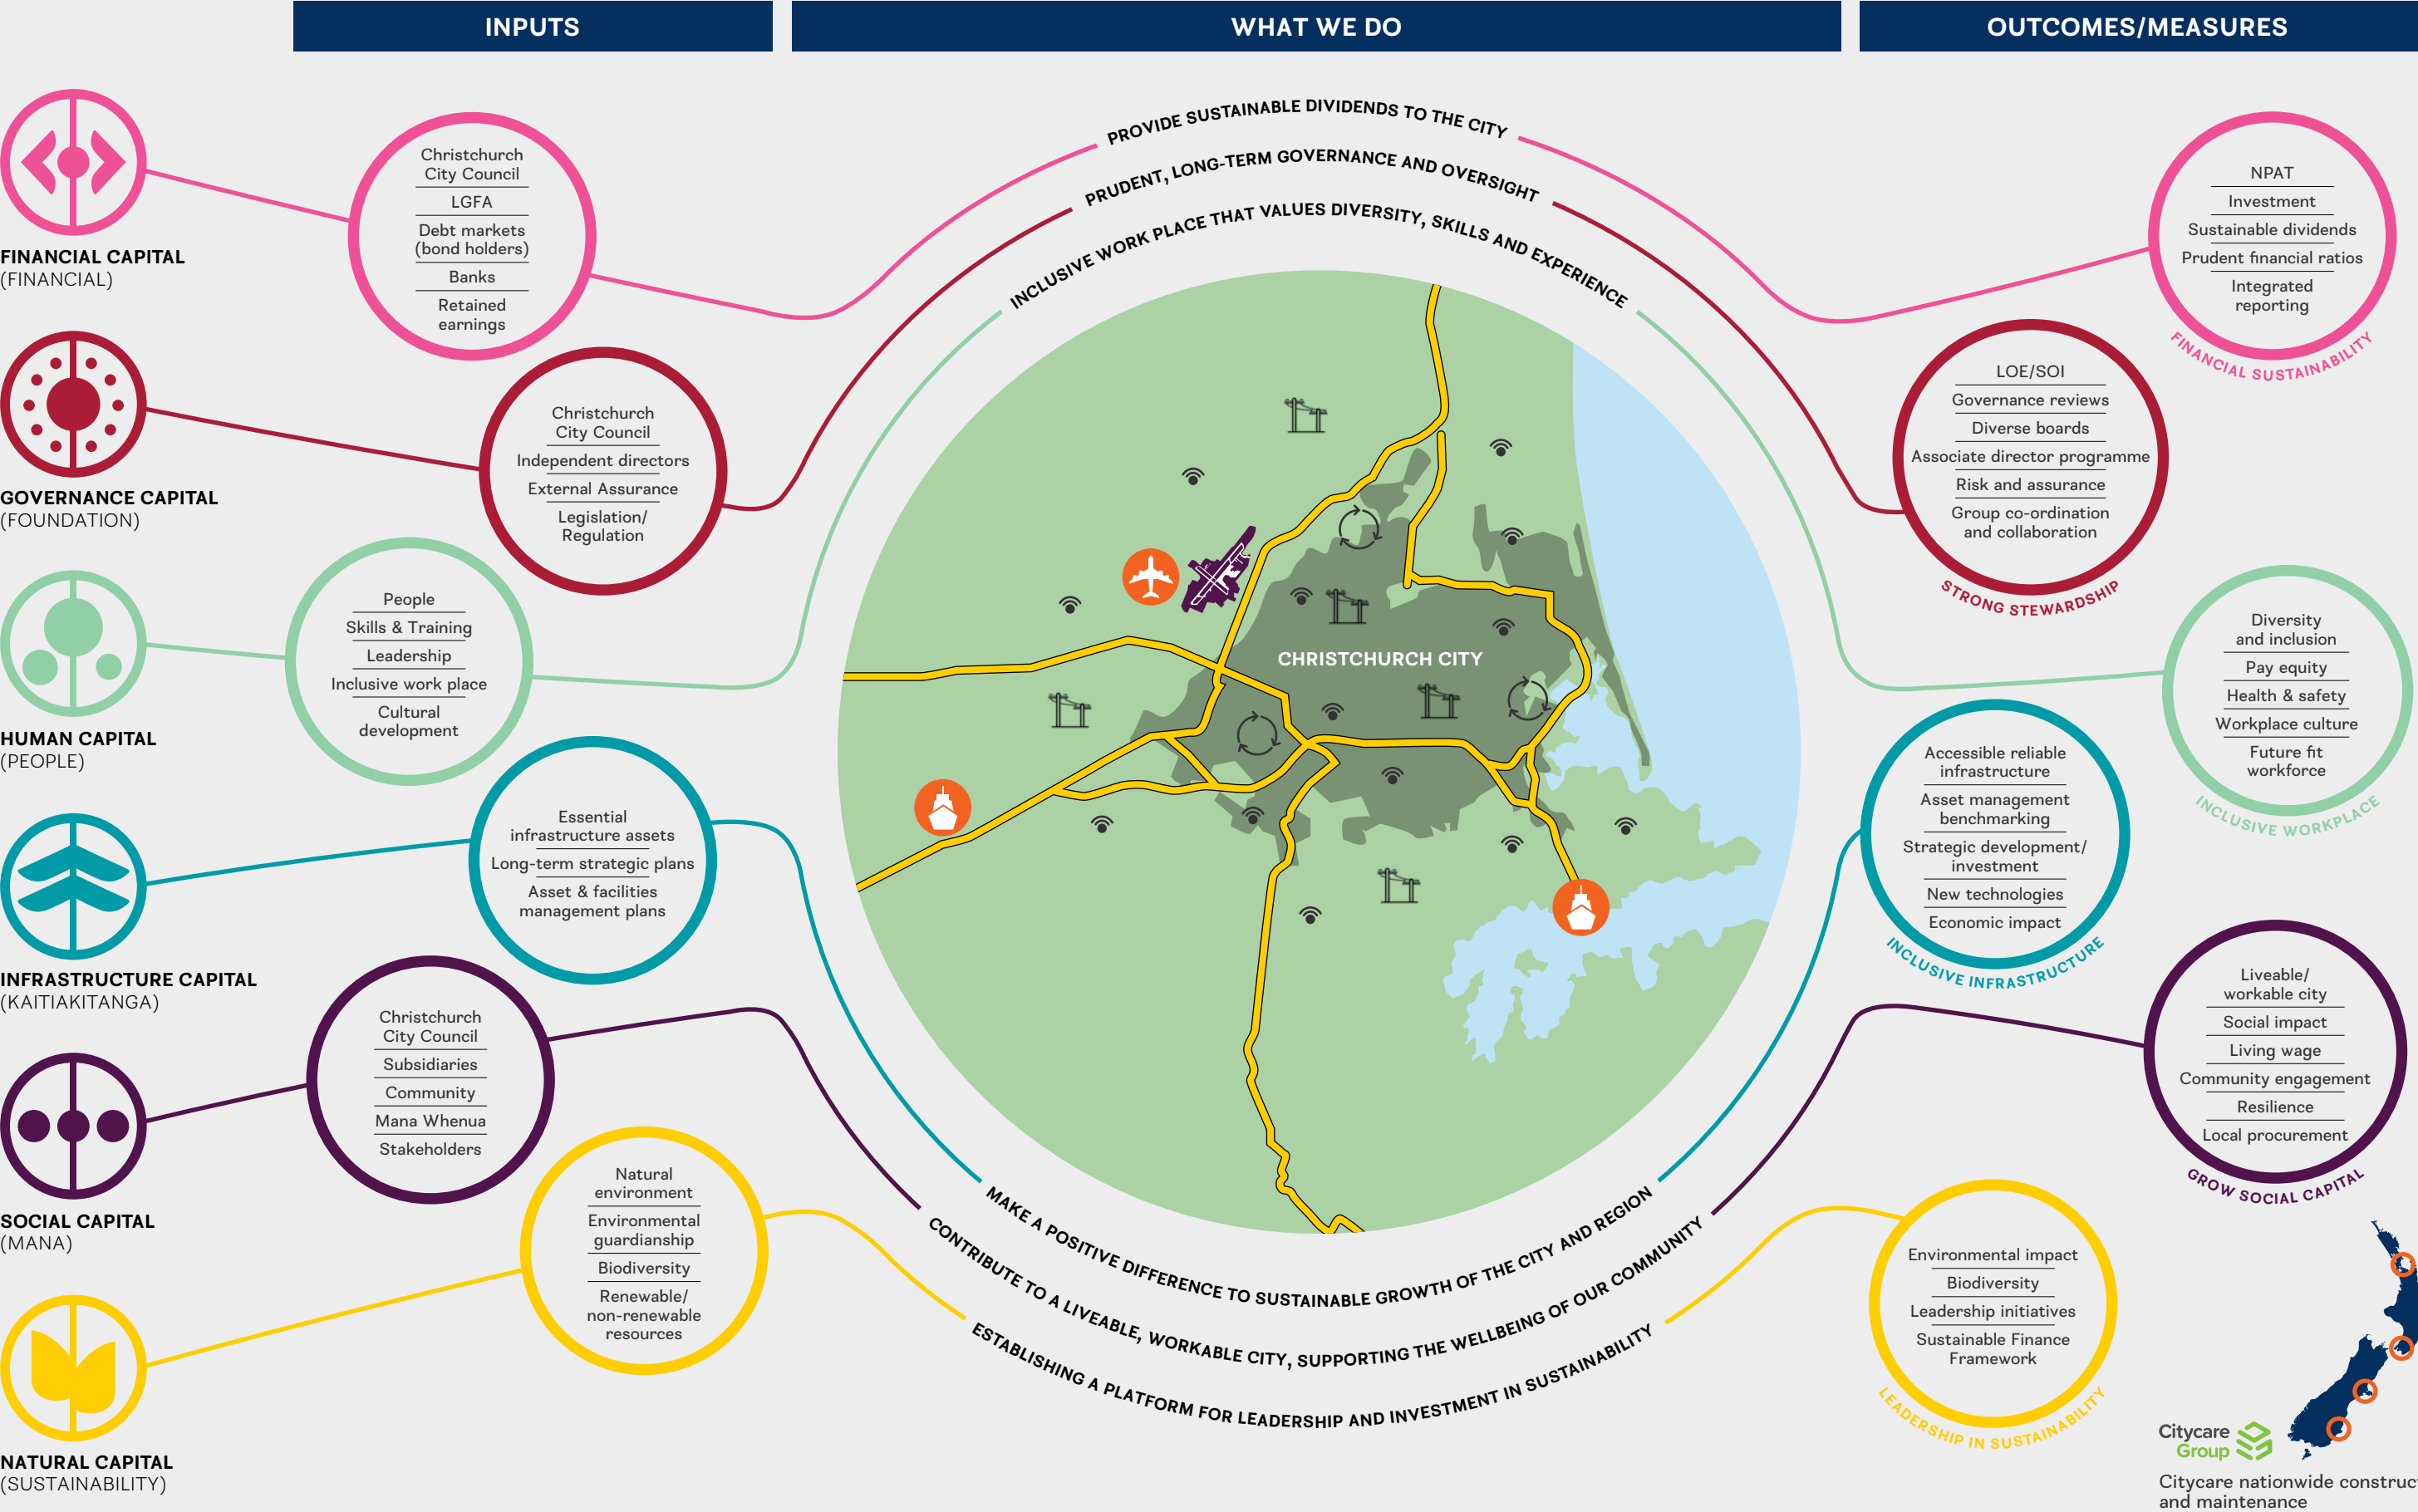 INPUTS
WHAT WE DO
OUTCOMES/MEASURES
FINANCIAL CAPITAL
(FINANCIAL)
Christchurch
City Council
LGFA
Debt markets
(bond holders)
Banks
Retained
earnings
PROVIDE SUSTAINABLE DIVIDENDS TO THE CITY
NPAT
Investment
Sustainable dividends
Prudent financial ratios
Integrated
reporting
FINANCIAL SUSTAINABILITY
GOVERNANCE CAPITAL
(FOUNDATION)
Christchurch
City Council
Independent directors
External Assurance
Legislation/
Regulation
PRUDENT, LONG-TERM GOVERNANCE AND OVERSIGHT
LOE/SOI
Governance reviews
Diverse boards
Associate director programme
Risk and assurance
Group co-ordination
and collaboration
STRONG STEWARDSHIP
HUMAN CAPITAL
(PEOPLE)
People
Skills & Training
Leadership
Inclusive work place
Cultural
development
INCLUSIVE WORK PLACE THAT VALUES DIVERSITY, SKILLS AND EXPERIENCE
Diversity
and inclusion
Pay equity
Health & safety
Workplace culture
Future fit
workforce
INCLUSIVE WORKPLACE
CHRISTCHURCH CITY
INFRASTRUCTURE CAPITAL
(KAITIAKITANGA)
Essential
infrastructure assets
Long-term strategic plans
Asset & facilities
management plans
MAKE A POSITIVE DIFFERENCE TO SUSTAINABLE GROWTH OF THE CITY AND REGION
Accessible reliable
infrastructure
Asset management
benchmarking
Strategic development/
investment
New technologies
Economic impact
INCLUSIVE INFRASTRUCTURE
SOCIAL CAPITAL
(MANA)
Christchurch
City Council
Subsidiaries
Community
Mana Whenua
Stakeholders
CONTRIBUTE TO A LIVEABLE, WORKABLE CITY, SUPPORTING THE WELLBEING OF OUR COMMUNITY
Liveable/
workable city
Social impact
Living wage
Community engagement
Resilience
Local procurement
GROW SOCIAL CAPITAL
NATURAL CAPITAL
(SUSTAINABILITY)
Natural
environment
Environmental
guardianship
Biodiversity
Renewable/
non-renewable
resources
ESTABLISHING A PLATFORM FOR LEADERSHIP AND INVESTMENT IN SUSTAINABILITY
Environmental impact
Biodiversity
Leadership initiatives
Sustainable Finance
Framework
LEADERSHIP IN SUSTAINABILITY
Citycare
Group
Citycare nationwide construc
and maintenance